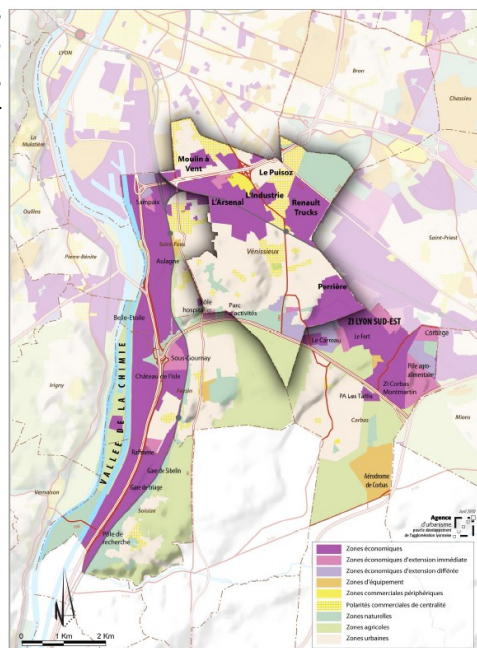 LYON
Bron
Chassieu
La
Mulatière
Moulin à
Vent
Le Puisoz
L'Industrie
L'Arsenal
Renault
Trucks
Sampaix
Oullins
Saint-Fons
Vénissieux
Saint-Priest
Pierre-Bénite
Aulagne
Perrière
Belle-Etoile
Pôle
hospitalier
Parc
d'activités
ZI LYON SUD-EST
Le Carreau
Le Fort
Corbège
Sous-Gournay
Château de l'Isle
Pôle agro-
alimentaire
ZI Corbas
Montmartin
PA Les Taillis
Irigny
Feyzin
Corbas
Mions
VALLÉE DE LA CHIMIE
Raffinerie
Gare de Sibelin
Gare de triage
Aérodrome
de Corbas
Vernaison
Solaize
Pôle de
recherche
Avril 2010
Agence
d'urbanisme
pour le développement
de l'agglomération lyonnaise
Zones économiques
Zones économiques d'extension immédiate
Zones économiques d'extension différée
Zones d'équipement
Zones commerciales périphériques
Polarités commerciales de centralité
Zones naturelles
Zones agricoles
Zones urbaines
N
0 1 Km 2 Km